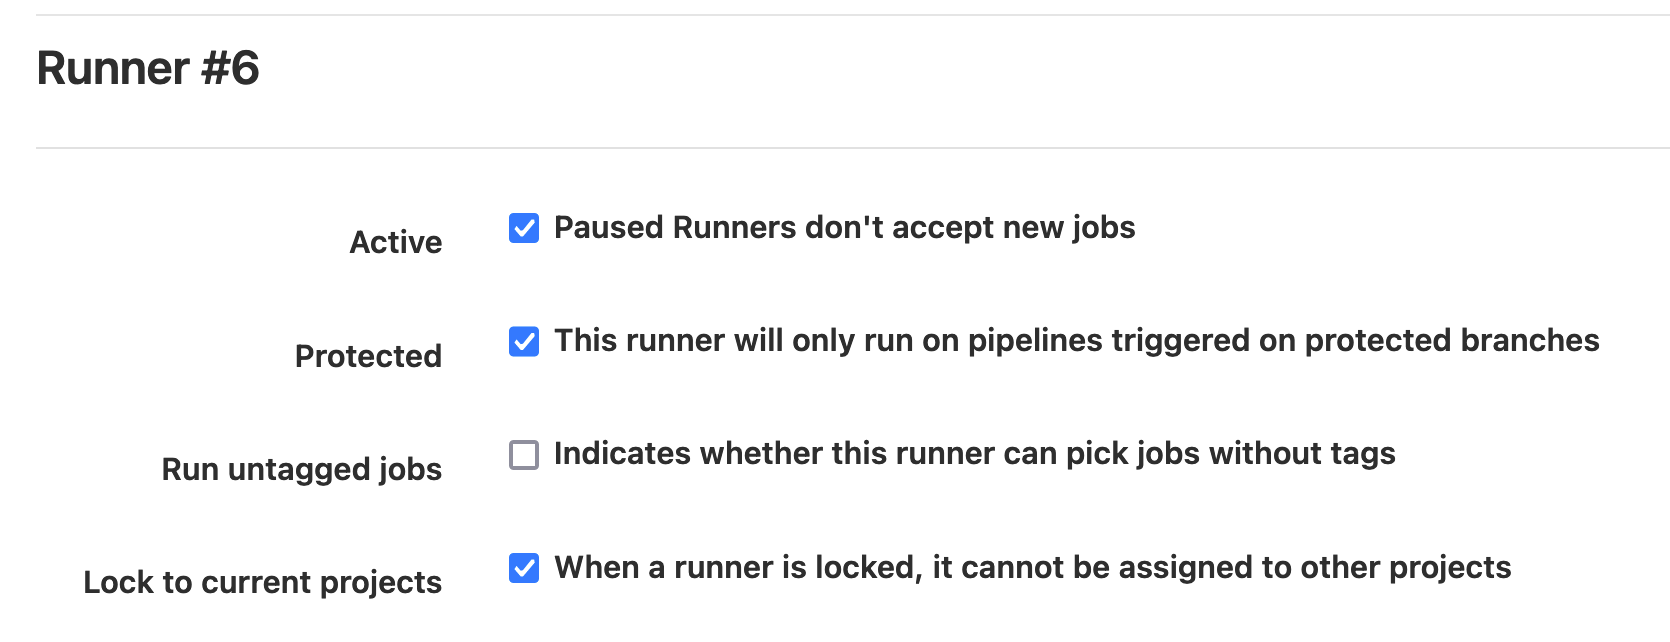 Runner #6
Active
Paused Runners don't accept new jobs
Protected
This runner will only run on pipelines triggered on protected branches
Run untagged jobs
Indicates whether this runner can pick jobs without tags
Lock to current projects
When a runner is locked, it cannot be assigned to other projects